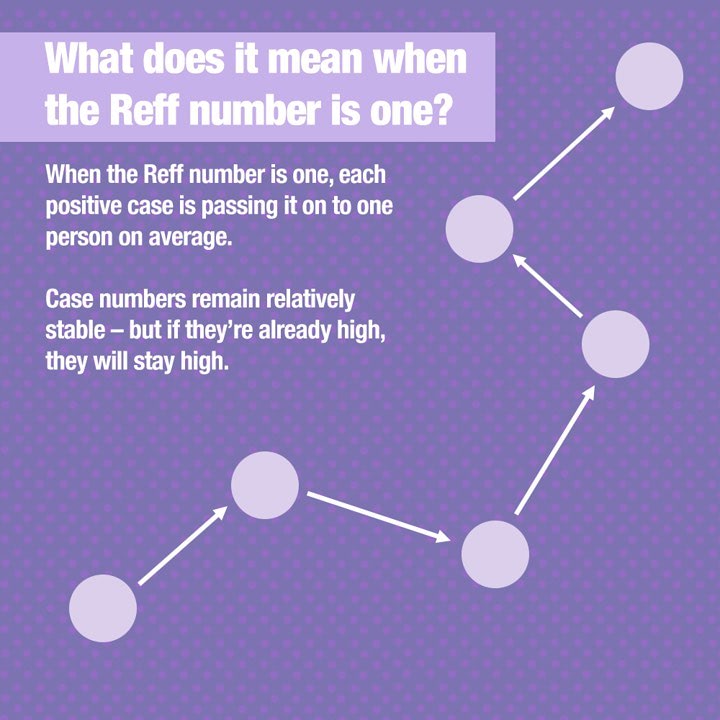 What does it mean when
the Reff number is one?
When the Reff number is one, each
positive case is passing it on to one
person on average.
Case numbers remain relatively
stable – but if they're already high,
they will stay high.